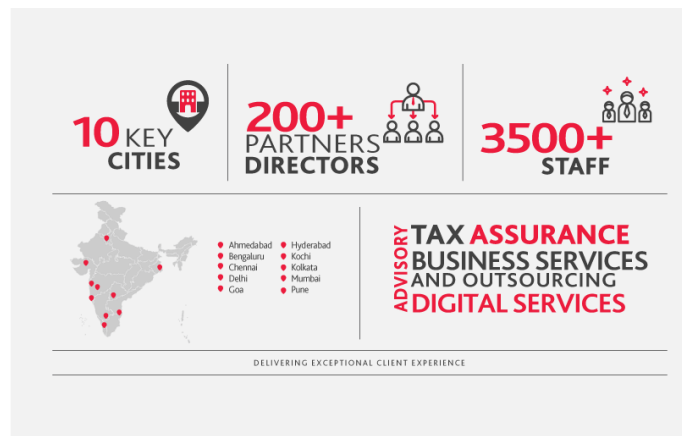 10 KEY
CITIES
200+
PARTNERS
DIRECTORS
3500+
STAFF
Ahmedabad
Bengaluru
Chennai
Delhi
Goa
Hyderabad
Kochi
Kolkata
Mumbai
Pune
ADVISORY
TAX ASSURANCE
BUSINESS SERVICES
AND OUTSOURCING
DIGITAL SERVICES
DELIVERING EXCEPTIONAL CLIENT EXPERIENCE